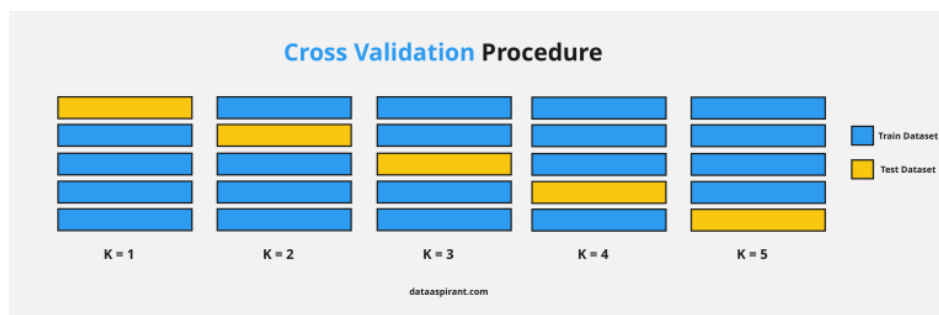 Cross Validation Procedure
Train Dataset
Test Dataset
K = 1
K = 2
K = 3
K = 4
K = 5
dataaspirant.com